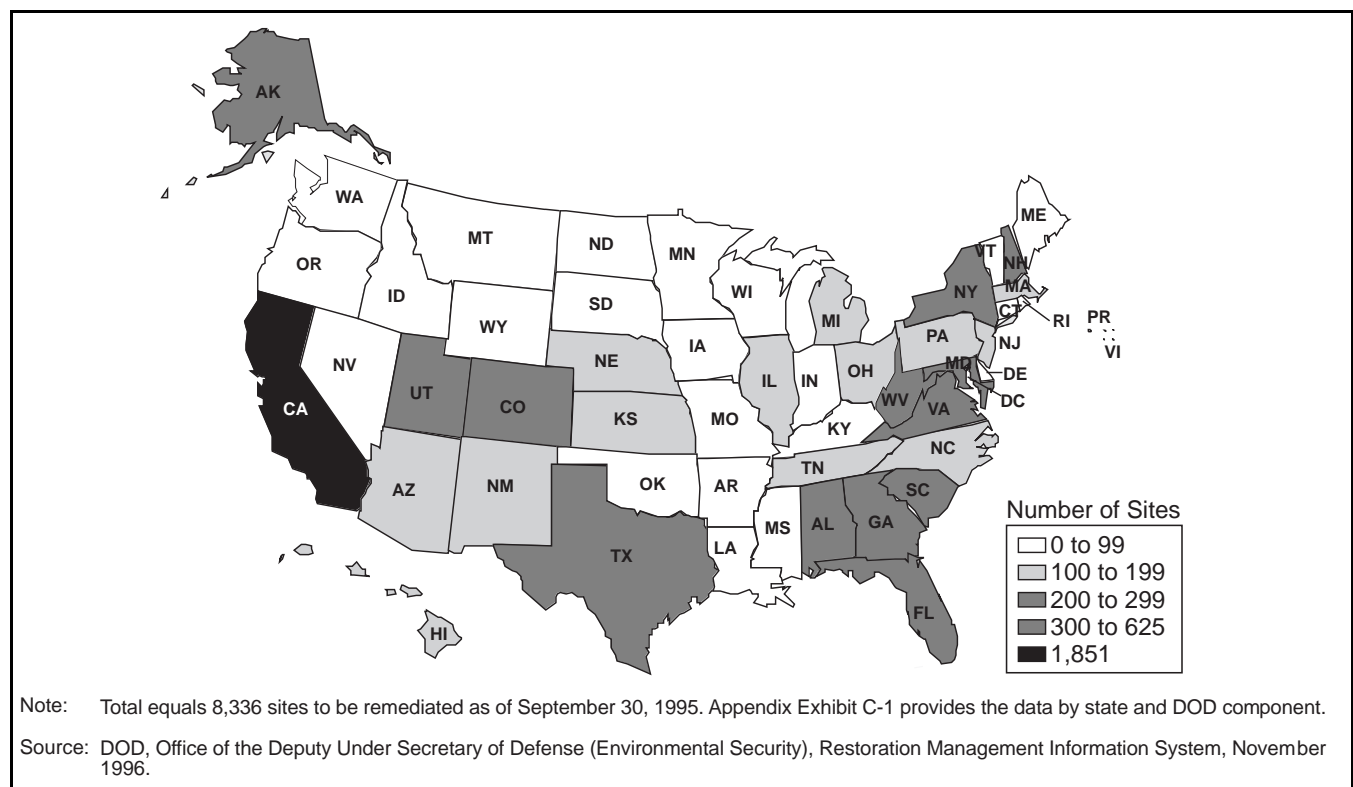 AK
WA
ME
MT
ND
MN
VT
OR
NH
ID
WI
SD
MA
NY
WY
MI
CT
RI
PR
PA
IA
NJ
VI
NE
NV
OH
MD
IL
IN
DE
UT
CO
WV
DC
CA
VA
KS
MO
KY
NC
TN
AZ
NM
OK
AR
SC
MS
AL
GA
LA
TX
FL
HI
Number of Sites
0 to 99
100 to 199
200 to 299
300 to 625
1,851
Note: Total equals 8,336 sites to be remediated as of September 30, 1995. Appendix Exhibit C-1 provides the data by state and DOD component.
Source: DOD, Office of the Deputy Under Secretary of Defense (Environmental Security), Restoration Management Information System, November
1996.